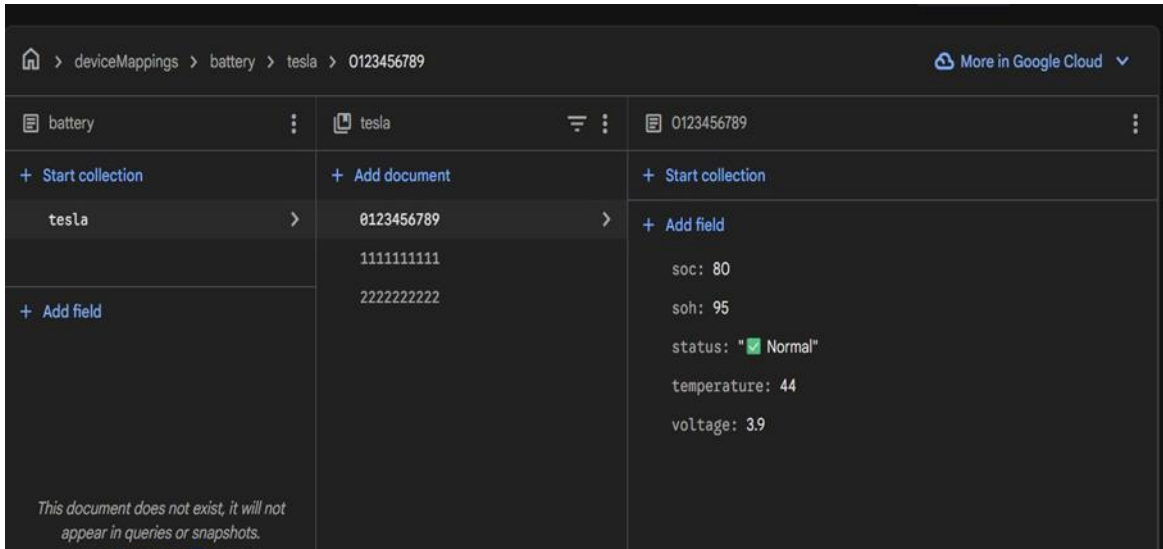 deviceMappings > battery > tesla > 0123456789
More in Google Cloud
battery
+ Start collection
tesla
+ Add field
This document does not exist, it will not
appear in queries or snapshots.
tesla
+ Add document
0123456789
1111111111
2222222222
0123456789
+ Start collection
+ Add field
soc: 80
soh: 95
status: "✅ Normal"
temperature: 44
voltage: 3.9